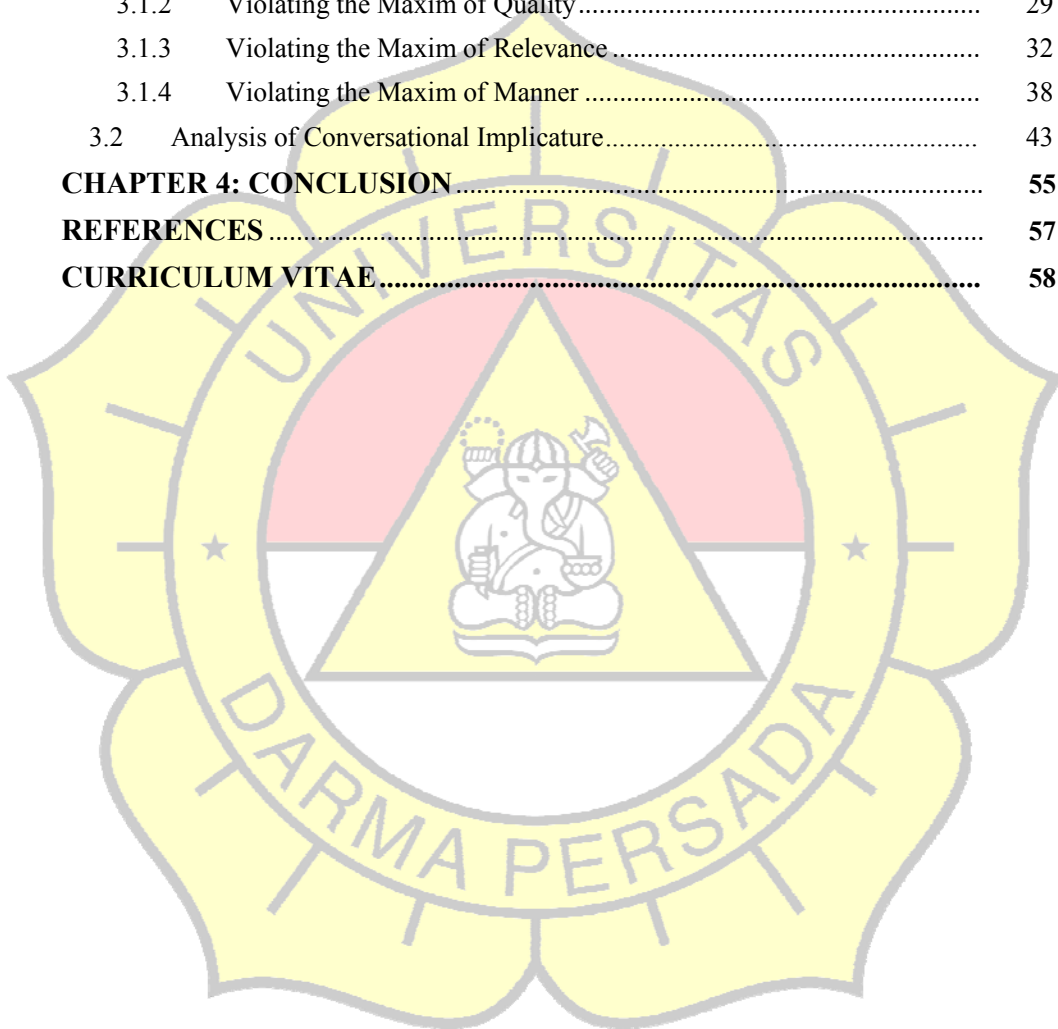 3.1.2 Violating the Maxim of Quality........................................................ 29
3.1.3 Violating the Maxim of Relevance.................................................... 32
3.1.4 Violating the Maxim of Manner........................................................ 38
3.2 Analysis of Conversational Implicature.................................................... 43
CHAPTER 4: CONCLUSION........................................................................... 55
REFERENCES..................................................................................................... 57
CURRICULUM VITAE..................................................................................... 58
UNIVERSITAS
DARMA PERSADA